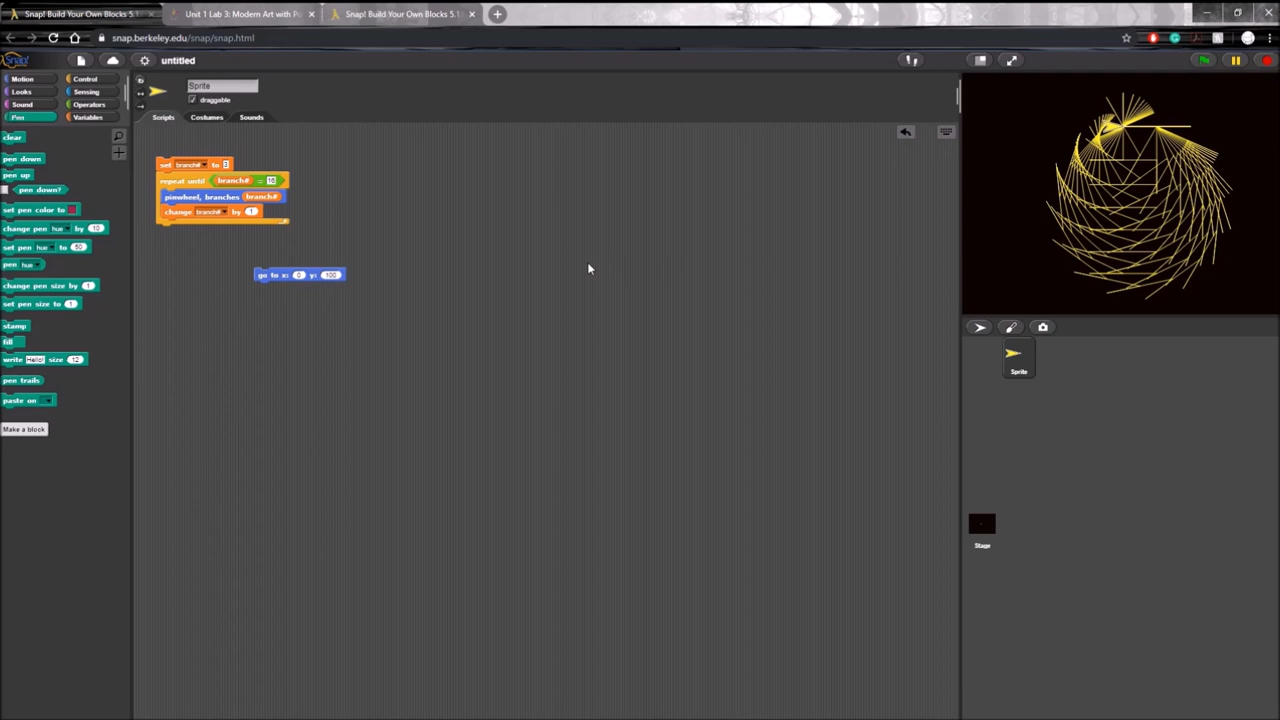 Snap! Build Your Own Blocks 5.1
Unit 1 Lab 3: Modern Art with Po
Snap! Build Your Own Blocks 5.1
snap.berkeley.edu/snap/snap.html
Snap!
untitled
Motion
Control
Looks
Sensing
Sound
Operators
Pen
Variables
Sprite
draggable
Scripts
Costumes
Sounds
clear
pen down
pen up
pen down?
set pen color to
change pen hue by 10
set pen hue to 50
pen hue
change pen size by 1
set pen size to 1
stamp
fill
write Hello! size 12
pen trails
paste on
Make a block
set branch# to 3
repeat until branch# = 16
pinwheel, branches branch#
change branch# by 1
go to x: 0 y: 100
Sprite
Stage